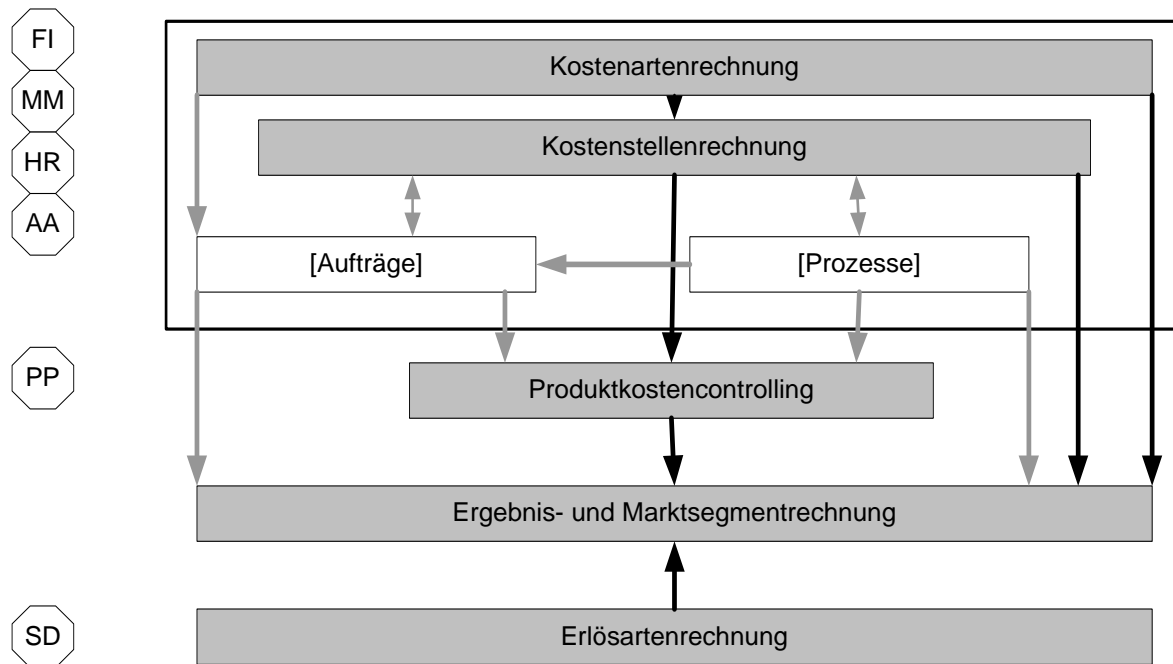 FI
Kostenartenrechnung
MM
Kostenstellenrechnung
HR
AA
[Aufträge]
[Prozesse]
PP
Produktkostencontrolling
Ergebnis- und Marktsegmentrechnung
SD
Erlösartenrechnung